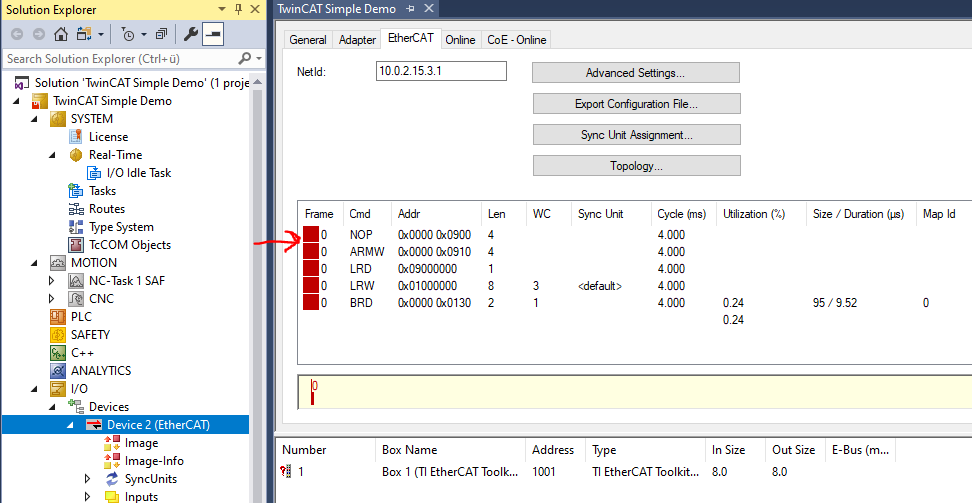 Solution Explorer
Search Solution Explorer (Ctrl+ü)
Solution 'TwinCAT Simple Demo' (1 proje
TwinCAT Simple Demo
SYSTEM
License
Real-Time
I/O Idle Task
Tasks
Routes
Type System
TcCOM Objects
MOTION
NC-Task 1 SAF
CNC
PLC
SAFETY
C++
ANALYTICS
I/O
Devices
Device 2 (EtherCAT)
Image
Image-Info
SyncUnits
Inputs
TwinCAT Simple Demo
General Adapter EtherCAT Online CoE - Online
NetId: 10.0.2.15.3.1
Advanced Settings...
Export Configuration File...
Sync Unit Assignment...
Topology...
Frame Cmd Addr Len WC Sync Unit Cycle (ms) Utilization (%) Size / Duration (µs) Map Id
0 NOP 0x0000 0x0900 4 4.000
0 ARMW 0x0000 0x0910 4 4.000
0 LRD 0x09000000 1 4.000
0 LRW 0x01000000 8 3 <default> 4.000
0 BRD 0x0000 0x0130 2 1 4.000 0.24 95 / 9.52 0
0.24
0
Number Box Name Address Type In Size Out Size E-Bus (m...
1 Box 1 (TI EtherCAT Toolk... 1001 TI EtherCAT Toolkit... 8.0 8.0